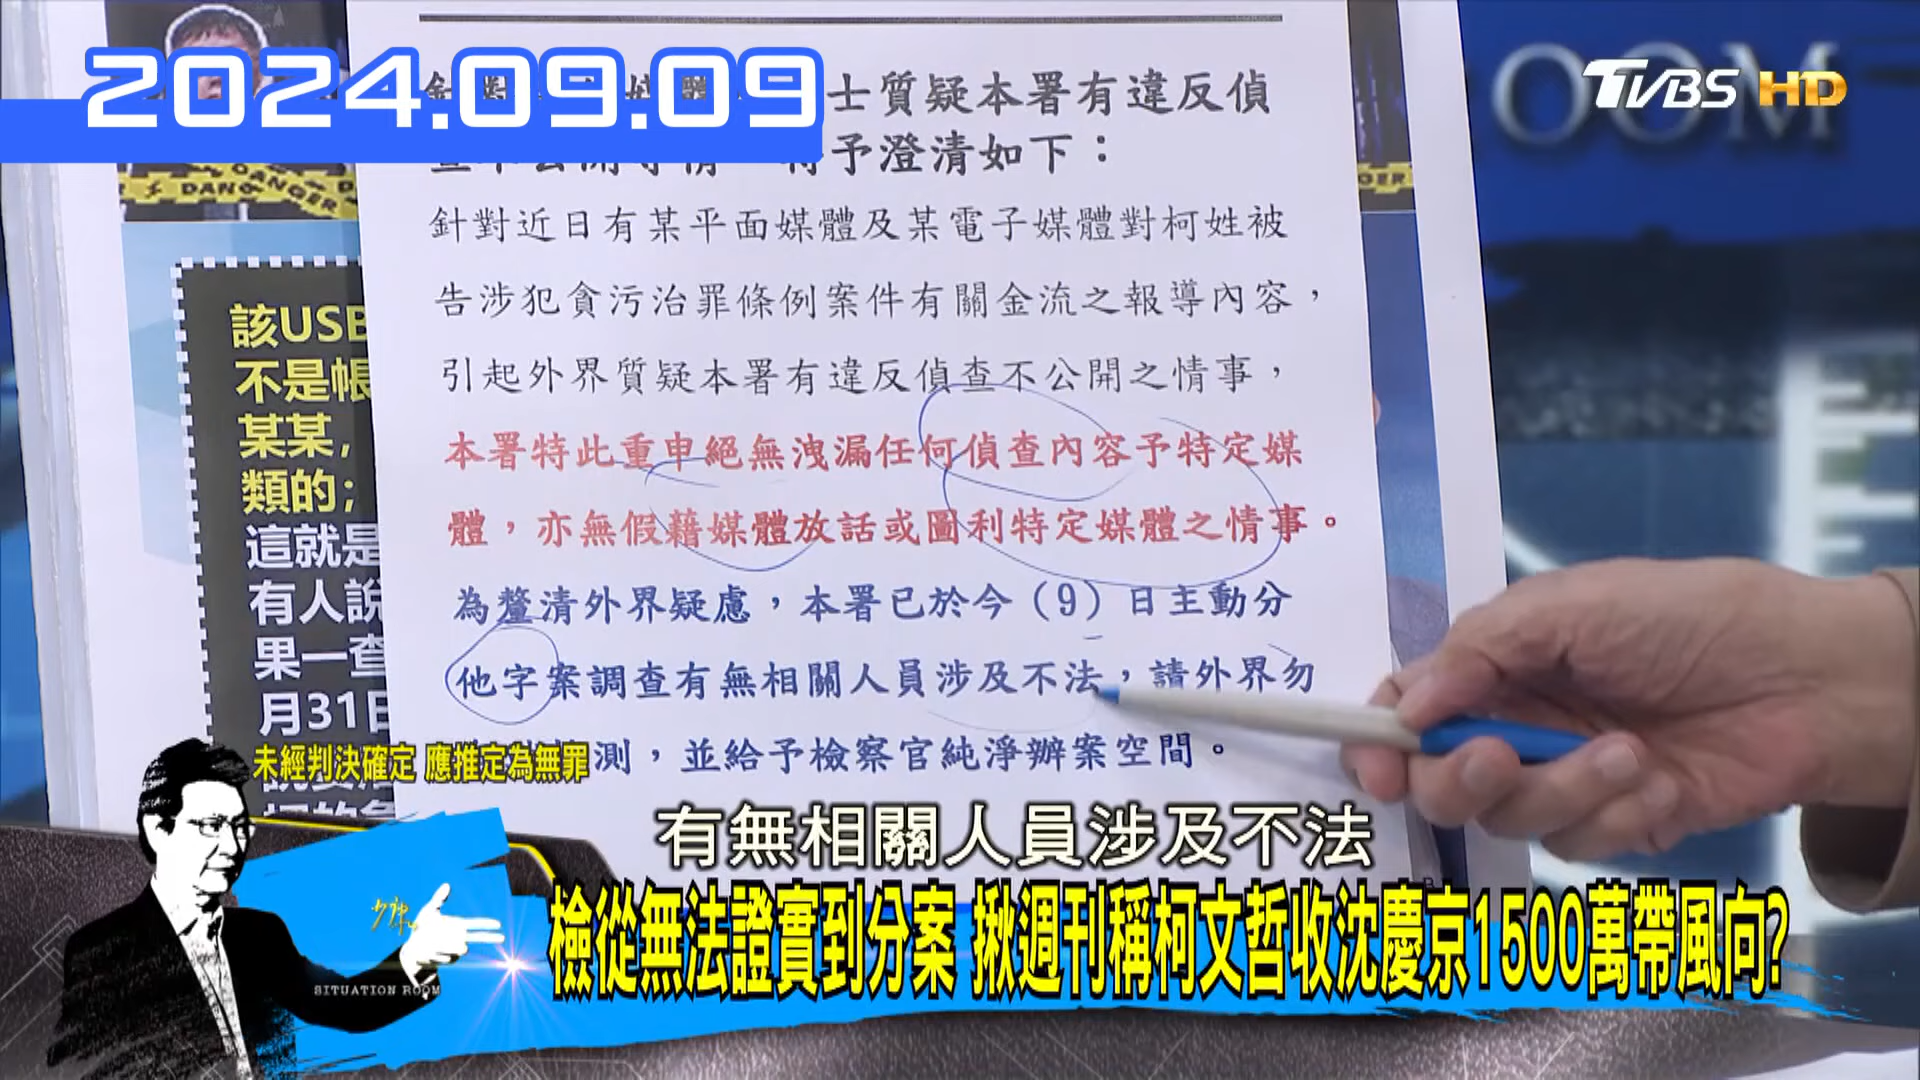 2024.09.09
TVBS HD
OOM
士質疑本署有違反偵
予澄清如下：
DANGER
針對近日有某平面媒體及某電子媒體對柯姓被
告涉犯貪污治罪條例案件有關金流之報導內容，
引起外界質疑本署有違反偵查不公開之情事，
本署特此重申絕無洩漏任何偵查內容予特定媒
體，亦無假藉媒體放話或圖利特定媒體之情事。
為釐清外界疑慮，本署已於今（9）日主動分
他字案調查有無相關人員涉及不法，請外界勿
測，並給予檢察官純淨辦案空間。
該USB
不是帳
某某，
類的；
這就是
有人說
果一查
月31日
未經判決確定 應推定為無罪
有無相關人員涉及不法
少康
SITUATION ROOM
檢從無法證實到分案 揪週刊稱柯文哲收沈慶京1500萬帶風向?